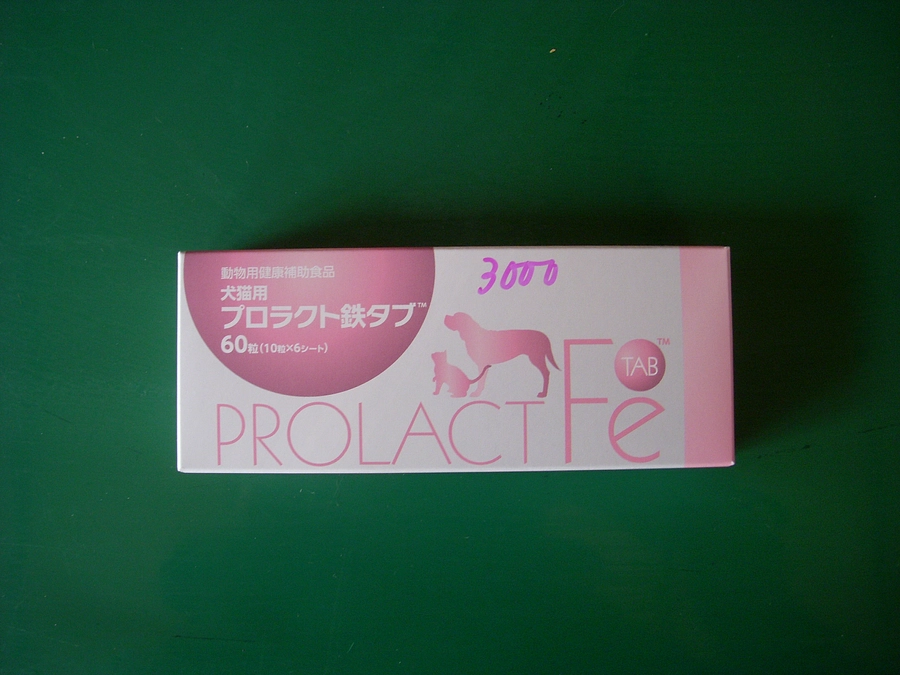 動物用健康補助食品
3000
犬猫用
プロラクト鉄タブ™
60粒(10粒×6シート)
PROLACT Fe TAB™